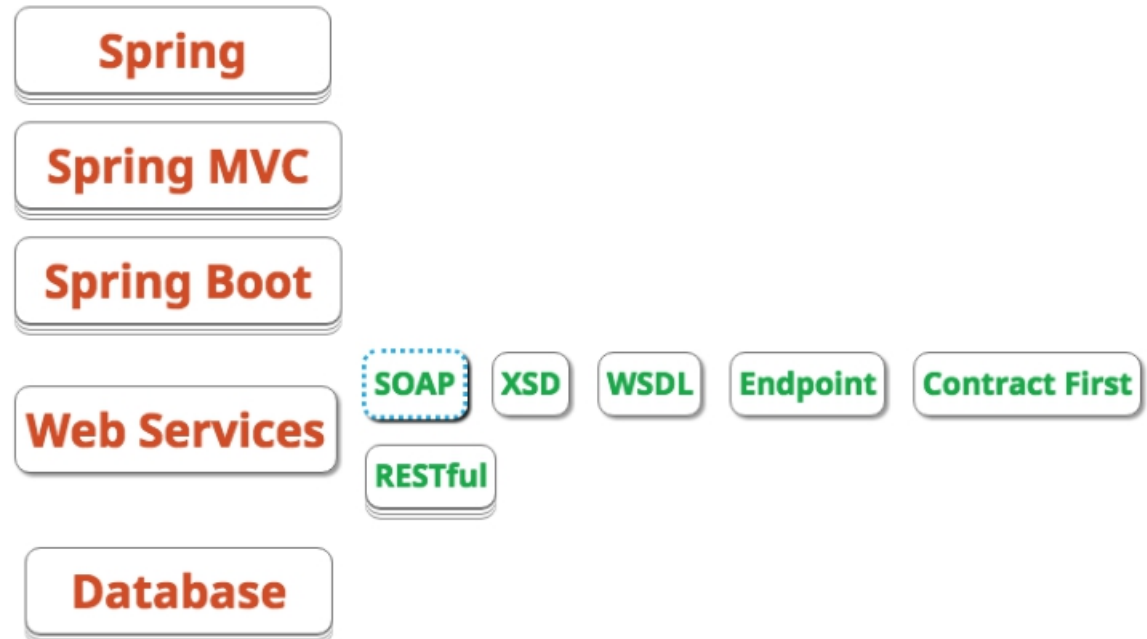 Spring
Spring MVC
Spring Boot
SOAP XSD WSDL Endpoint Contract First
Web Services
RESTful
Database